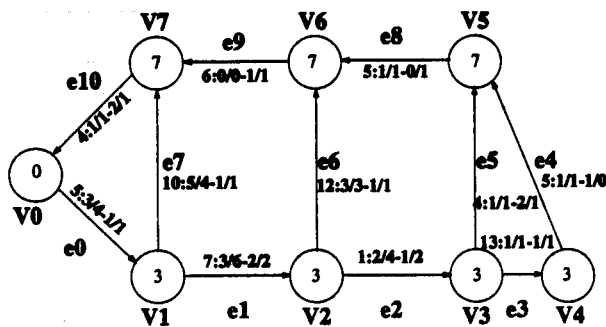 V7 V6 V5
e9 e8
7 7 7
6:0/0-1/1 5:1/1-0/1
e10
4:1/1-2/1
e7 e6 e5 e4
10:5/4-1/1 12:3/3-1/1 5:1/1-1/0
0
V0
5:3/4-1/1
4:1/1-2/1
e0
13:1/1-1/1
7:3/6-2/2 1:2/4-1/2
3 3 3 3
V1 e1 V2 e2 V3 e3 V4